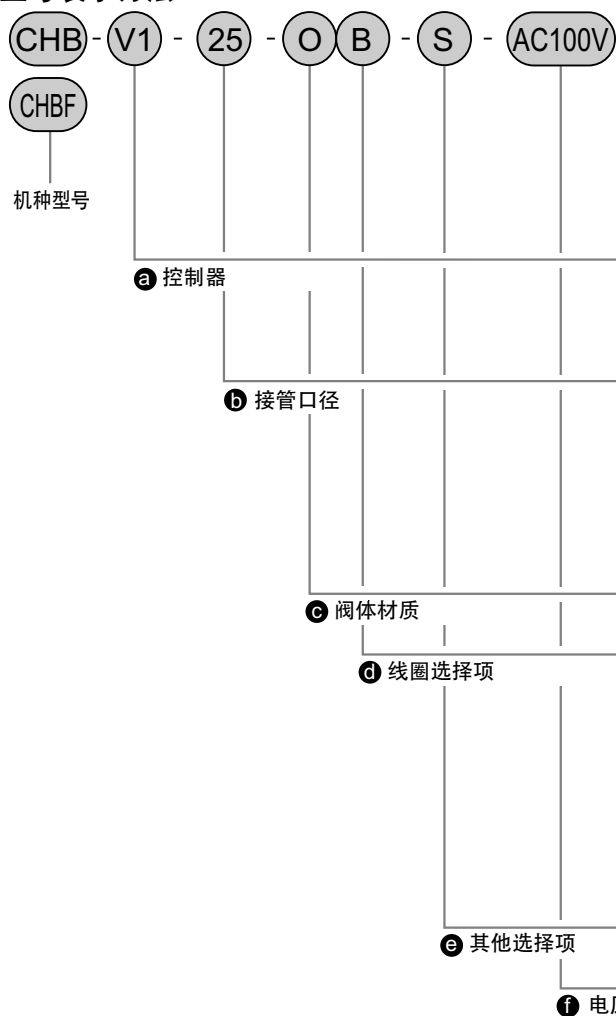 CHB - V1 - 25 - O B - S - AC100V
CHBF
机种型号
a 控制器
b 接管口径
c 阀体材质
d 线圈选择项
e 其他选择项
f